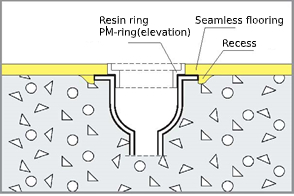 Resin ring
PM-ring(elevation)
Seamless flooring
Recess